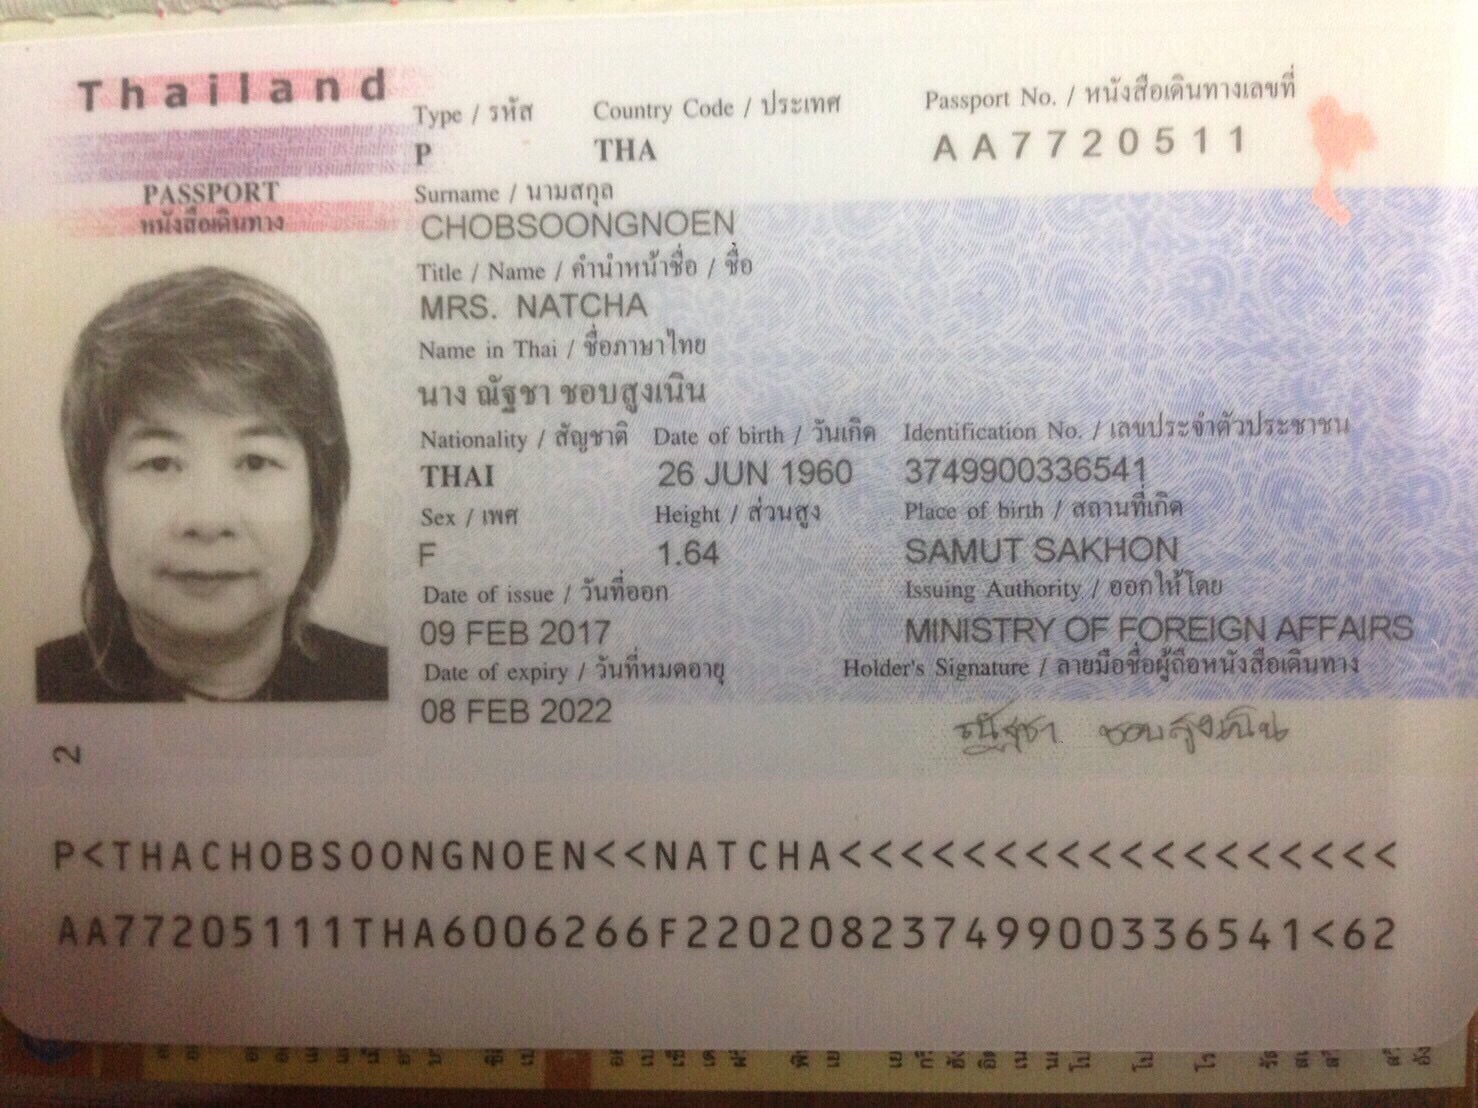 Thailand
PASSPORT
หนังสือเดินทาง
Type / รหัส Country Code / ประเทศ Passport No. / หนังสือเดินทางเลขที่
P THA AA7720511
Surname / นามสกุล
CHOBSOONGNOEN
Title / Name / คำนำหน้าชื่อ / ชื่อ
MRS. NATCHA
Name in Thai / ชื่อภาษาไทย
นาง ณัฐชา ชอบสูงเนิน
Nationality / สัญชาติ Date of birth / วันเกิด Identification No. / เลขประจำตัวประชาชน
THAI 26 JUN 1960 3749900336541
Sex / เพศ Height / ส่วนสูง Place of birth / สถานที่เกิด
F 1.64 SAMUT SAKHON
Date of issue / วันที่ออก Issuing Authority / ออกให้โดย
09 FEB 2017 MINISTRY OF FOREIGN AFFAIRS
Date of expiry / วันที่หมดอายุ Holder's Signature / ลายมือชื่อผู้ถือหนังสือเดินทาง
08 FEB 2022
ณัฐชา ชอบสูงเนิน
2
P<THACHOBSOONGNOEN<<NATCHA<<<<<<<<<<<<<<<<<<
AA77205111THA6006266F22020823749900336541<62